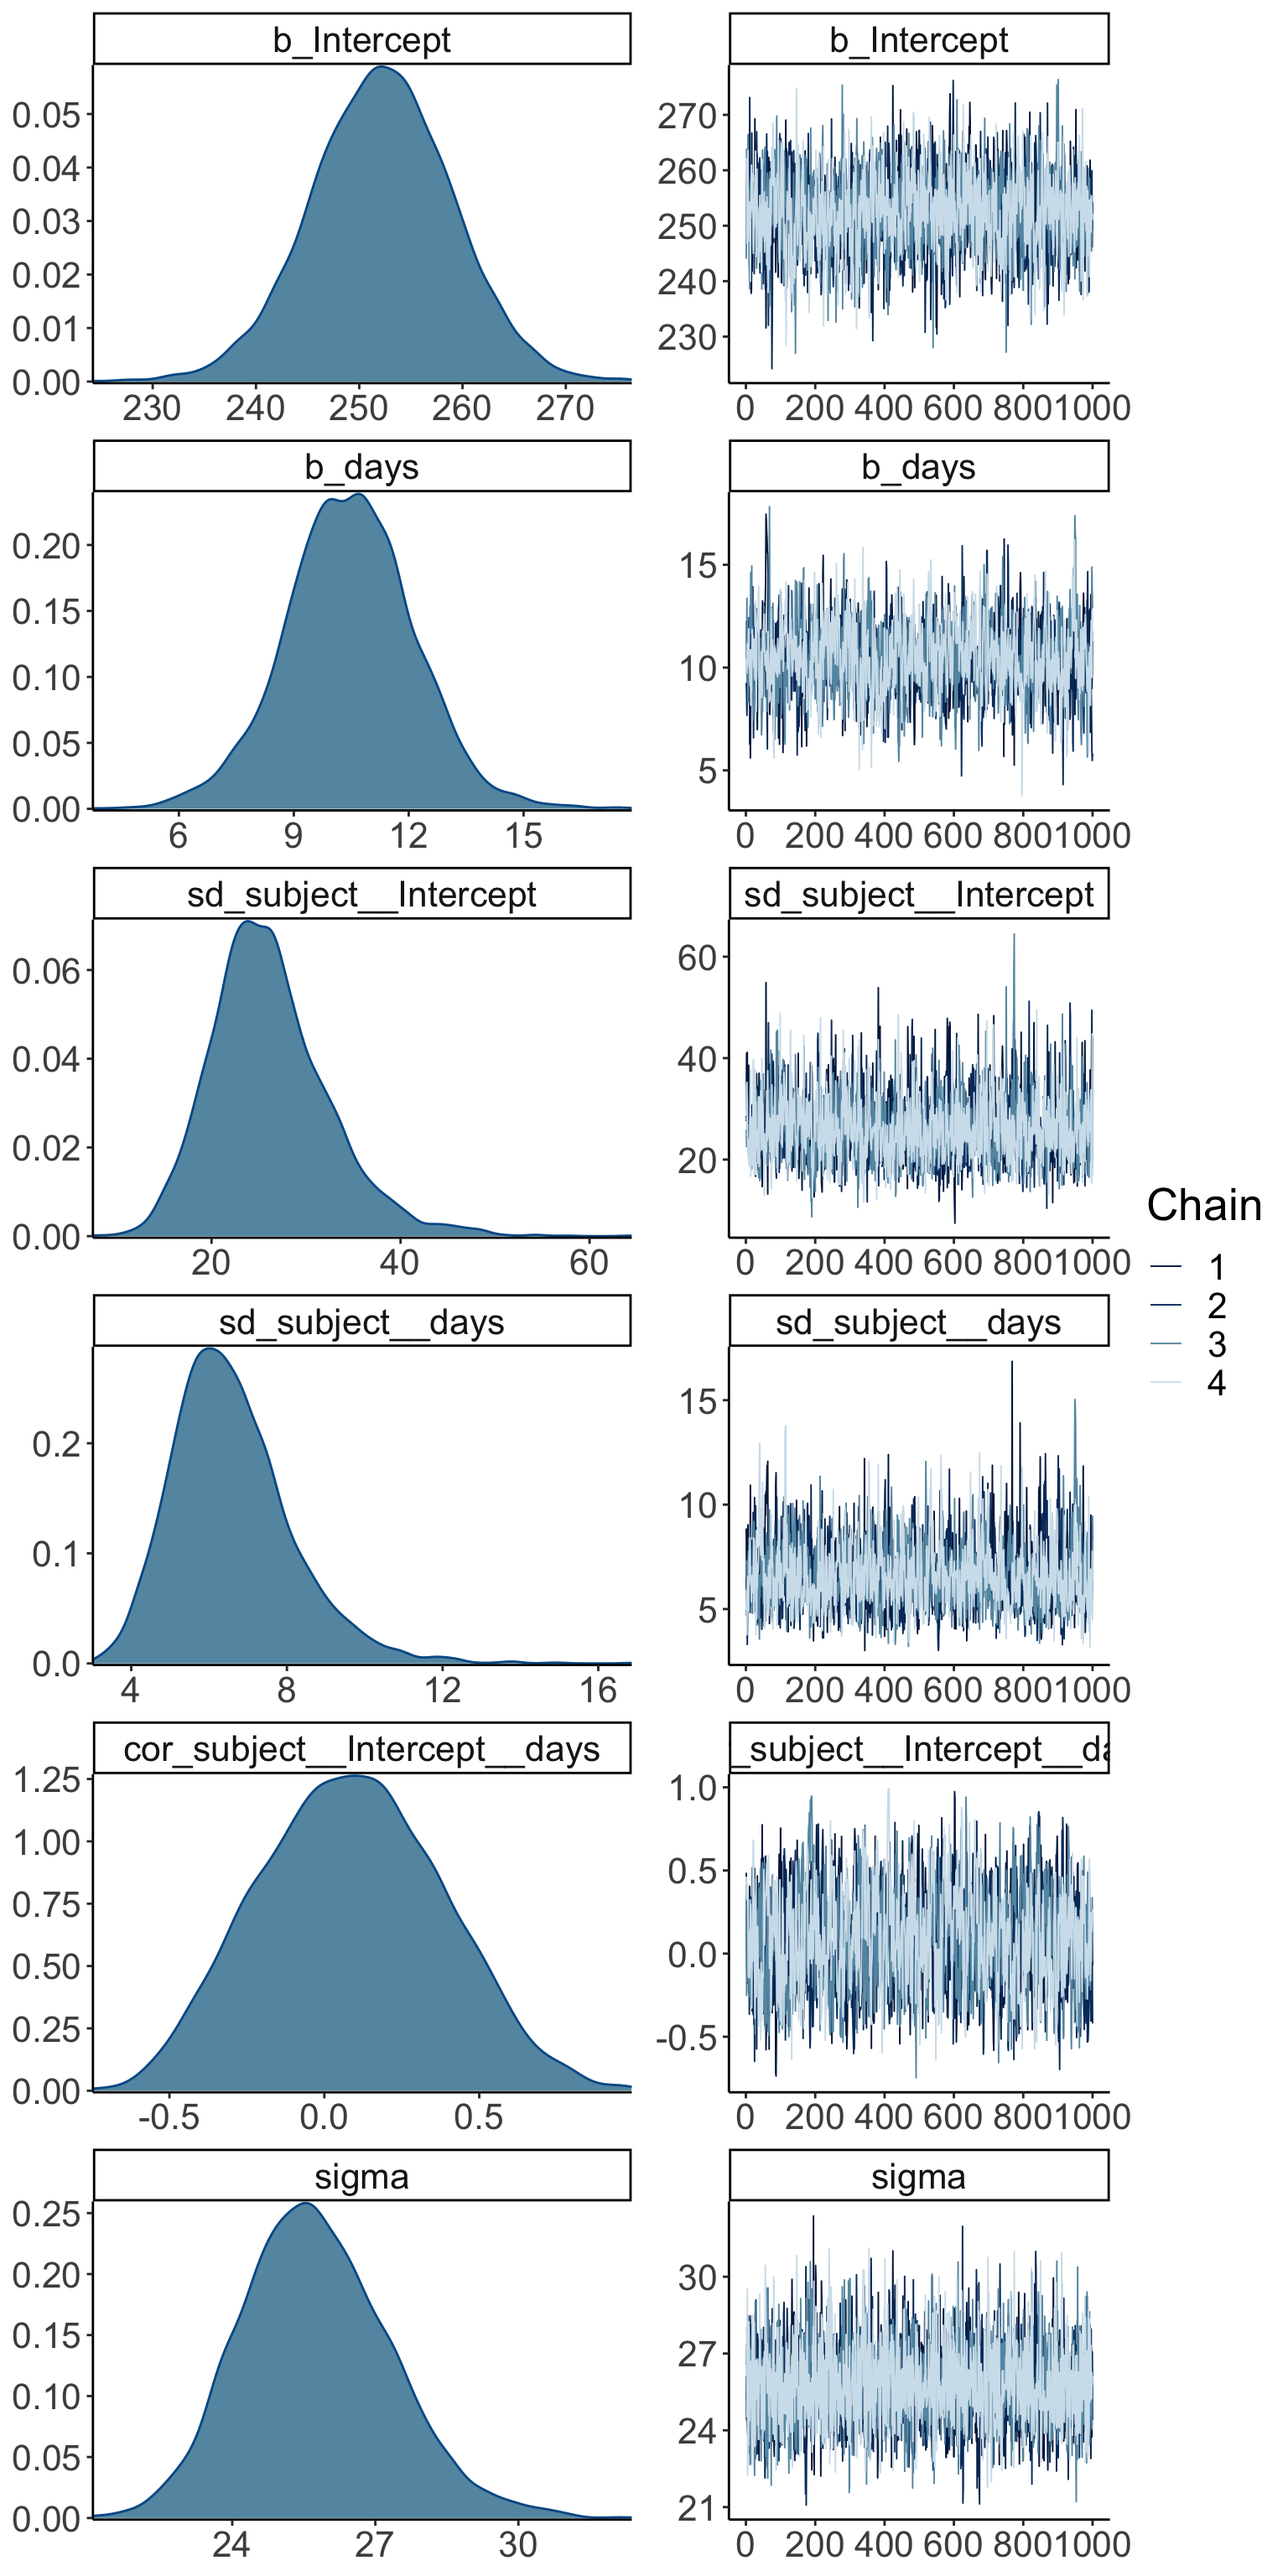 b_Intercept
0.05
0.04
0.03
0.02
0.01
0.00
230 240 250 260 270
b_Intercept
270
260
250
240
230
0 200 400 600 800 1000
b_days
0.20
0.15
0.10
0.05
0.00
6 9 12 15
b_days
15
10
5
0 200 400 600 800 1000
sd_subject__Intercept
0.06
0.04
0.02
0.00
20 40 60
sd_subject__Intercept
60
40
20
0 200 400 600 800 1000
Chain
1
2
3
4
sd_subject__days
0.2
0.1
0.0
4 8 12 16
sd_subject__days
15
10
5
0 200 400 600 800 1000
cor_subject__Intercept__days
1.25
1.00
0.75
0.50
0.25
0.00
-0.5 0.0 0.5
_subject__Intercept__da
1.0
0.5
0.0
-0.5
0 200 400 600 800 1000
sigma
0.25
0.20
0.15
0.10
0.05
0.00
24 27 30
sigma
30
27
24
21
0 200 400 600 800 1000